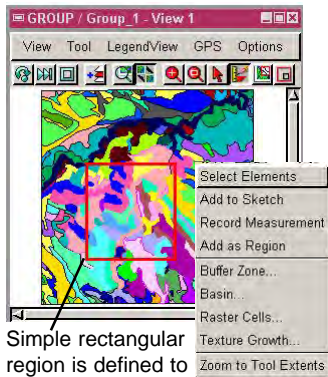 GROUP / Group_1 - View 1
View Tool LegendView GPS Options
Select Elements
Add to Sketch
Record Measurement
Add as Region
Buffer Zone...
Basin...
Raster Cells...
Texture Growth...
Zoom to Tool Extents
Simple rectangular
region is defined to